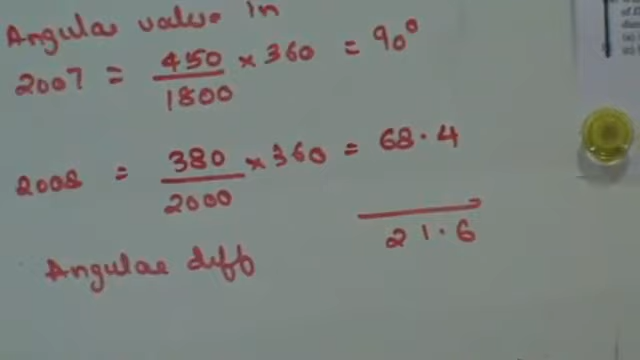 Angular value in
2007 = 450/1800 × 360 = 90°
2008 = 380/2000 × 360 = 68.4
21.6
Angular diff